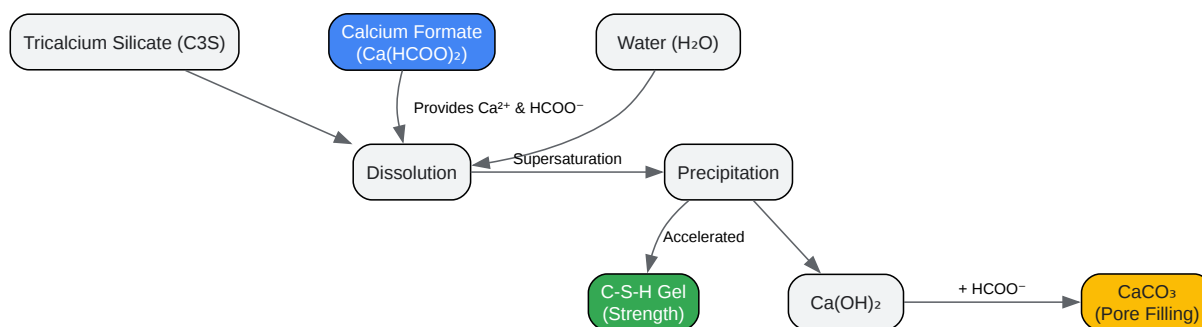 Tricalcium Silicate (C3S)
Calcium Formate
(Ca(HCOO)₂)
Water (H₂O)
Provides Ca²⁺ & HCOO⁻
Dissolution
Supersaturation
Precipitation
Accelerated
C-S-H Gel
(Strength)
Ca(OH)₂
+ HCOO⁻
CaCO₃
(Pore Filling)